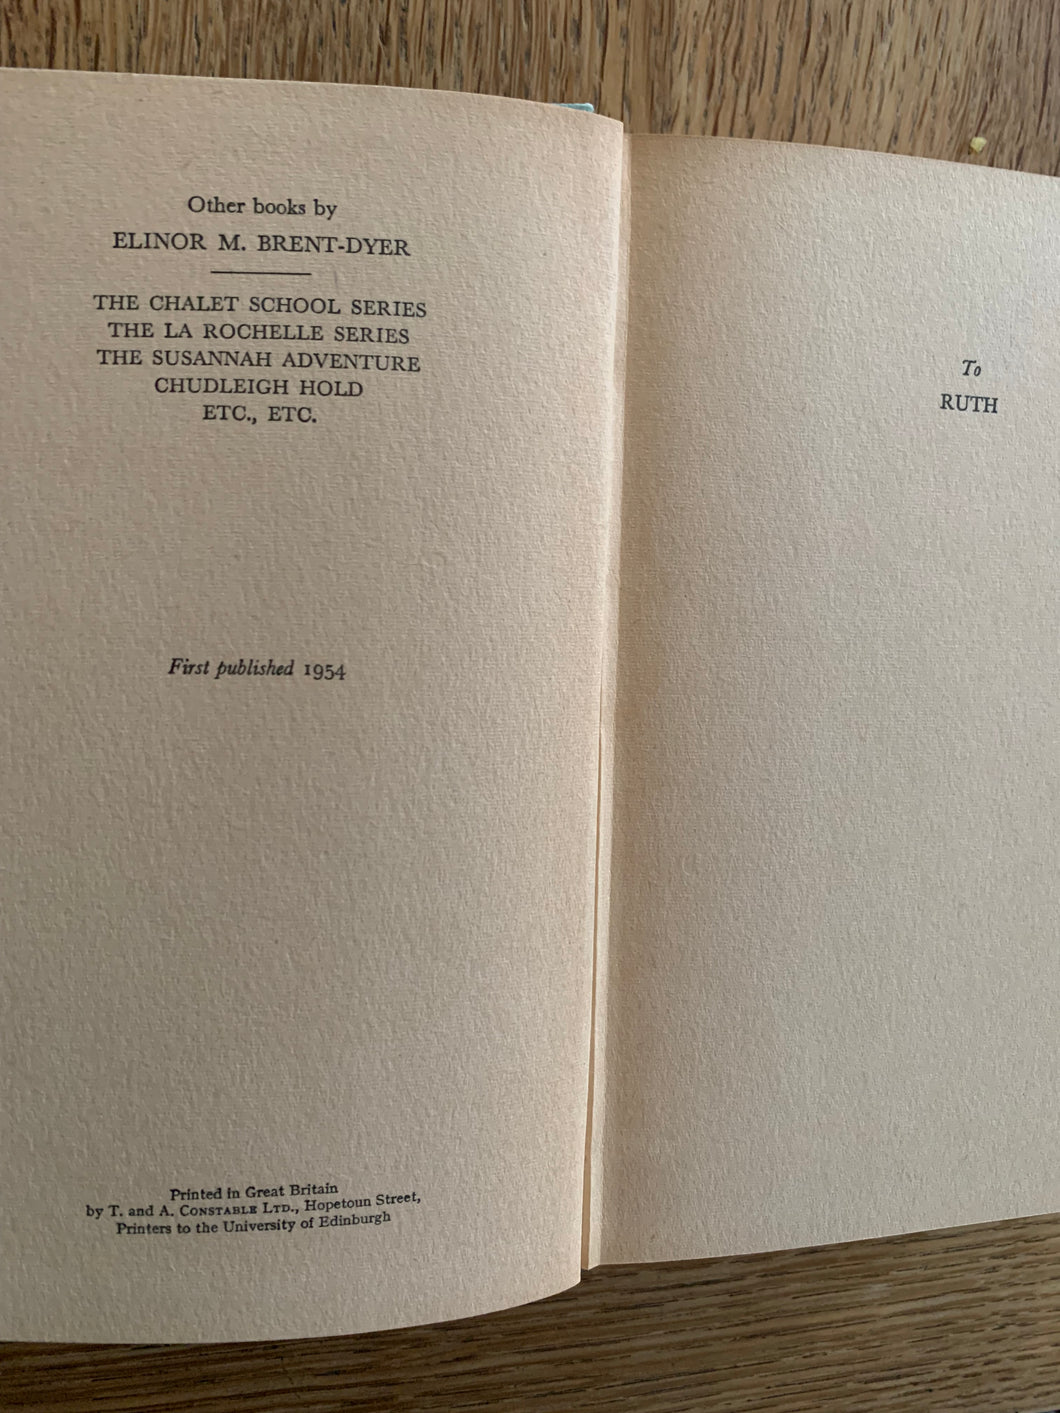 Other books by
ELINOR M. BRENT-DYER
THE CHALET SCHOOL SERIES
THE LA ROCHELLE SERIES
THE SUSANNAH ADVENTURE
CHUDLEIGH HOLD
ETC., ETC.
First published 1954
Printed in Great Britain
by T. and A. CONSTABLE LTD., Hopetoun Street,
Printers to the University of Edinburgh
To
RUTH